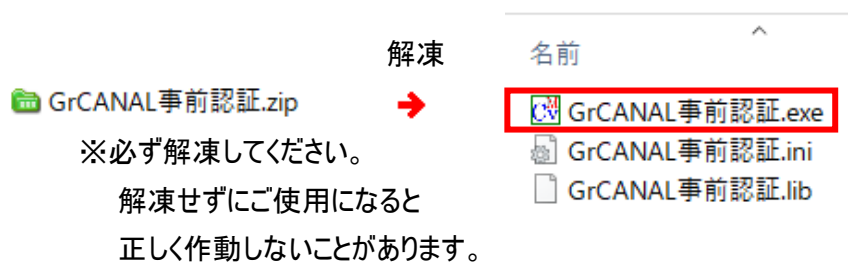 解凍
名前
GrCANAL事前認証.zip
GrCANAL事前認証.exe
※必ず解凍してください。
GrCANAL事前認証.ini
解凍せずにご使用になると
GrCANAL事前認証.lib
正しく作動しないことがあります。